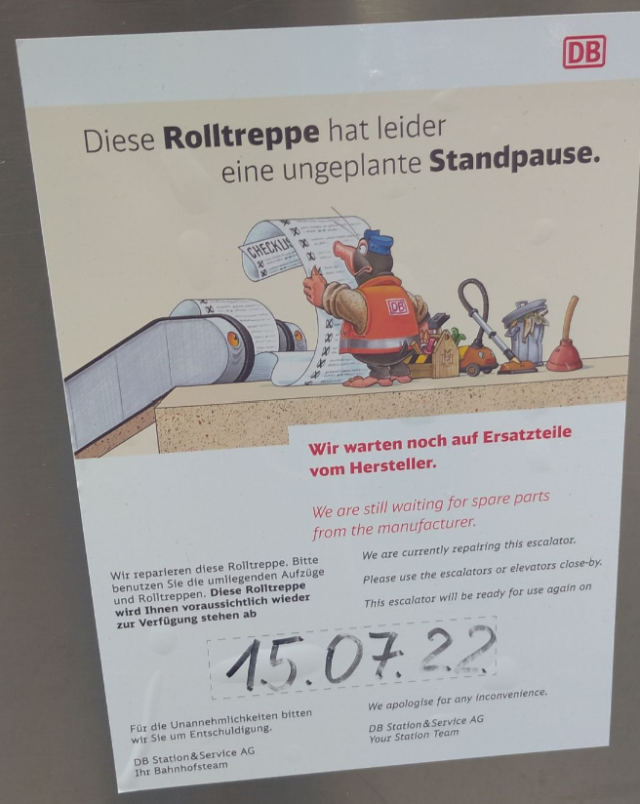 DB
Diese Rolltreppe hat leider
eine ungeplante Standpause.
CHECKLIS
DB
Wir warten noch auf Ersatzteile
vom Hersteller.
We are still waiting for spare parts
from the manufacturer.
Wir reparieren diese Rolltreppe. Bitte
benutzen Sie die umliegenden Aufzüge
und Rolltreppen. Diese Rolltreppe
wird Ihnen voraussichtlich wieder
zur Verfügung stehen ab
We are currently repairing this escalator.
Please use the escalators or elevators close-by.
This escalator will be ready for use again on
15.07.22
Für die Unannehmlichkeiten bitten
wir Sie um Entschuldigung.
DB Station&Service AG
Ihr Bahnhofsteam
We apologise for any inconvenience.
DB Station&Service AG
Your Station Team